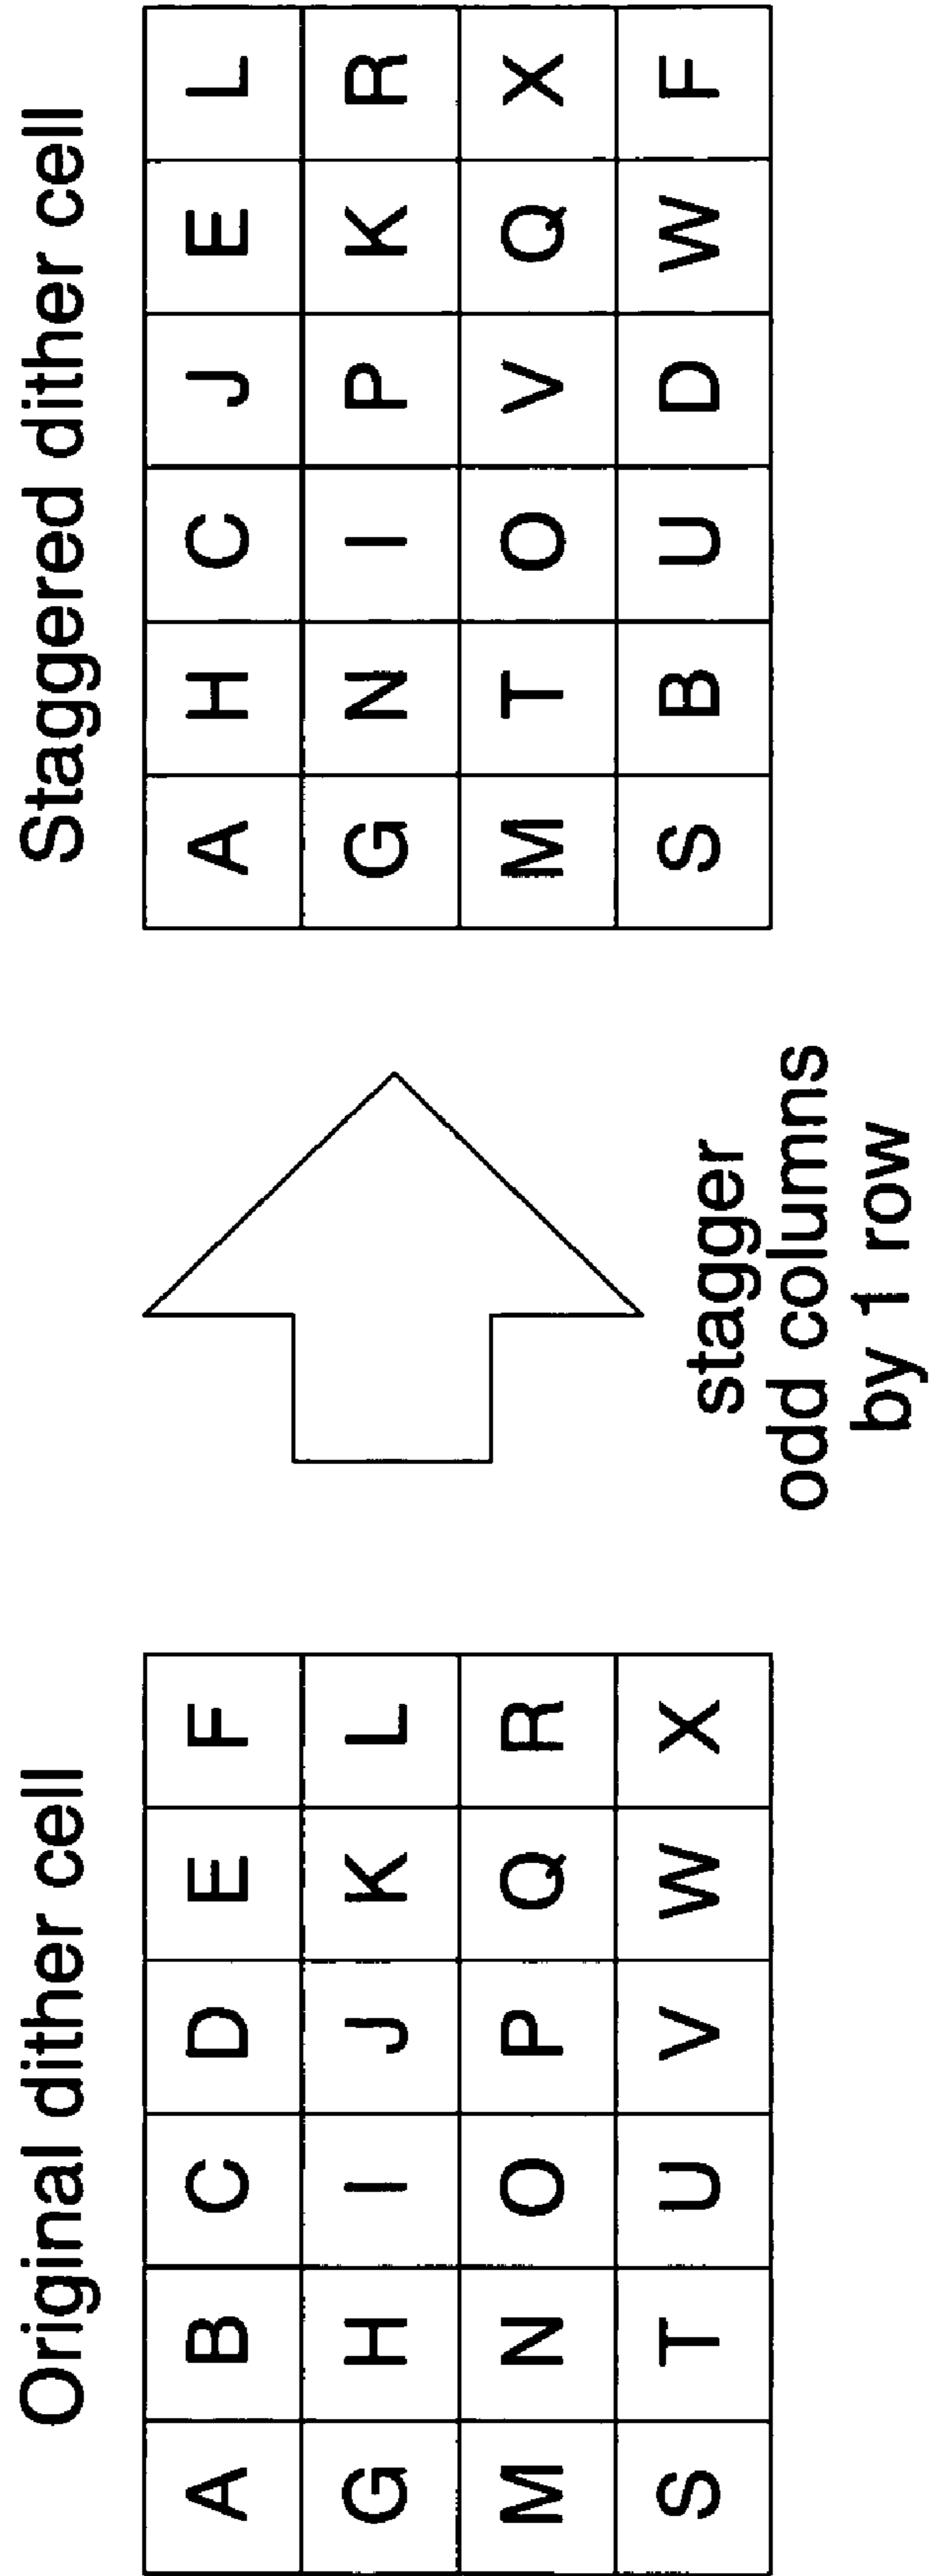 Original dither cell
A B C D E F
G H I J K L
M N O P Q R
S T U V W X
stagger
odd columns
by 1 row
Staggered dither cell
A H C J E L
G N I P K R
M T O V Q X
S B U D W F